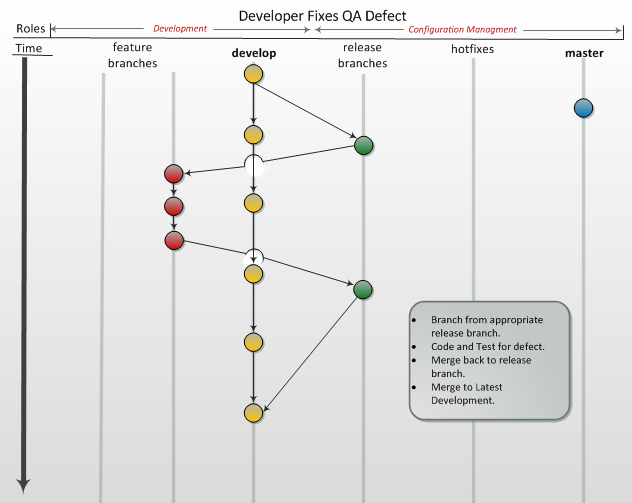 Developer Fixes QA Defect
Roles
Development
Configuration Managment
Time
feature
branches
develop
release
branches
hotfixes
master
• Branch from appropriate
release branch.
• Code and Test for defect.
• Merge back to release
branch.
• Merge to Latest
Development.